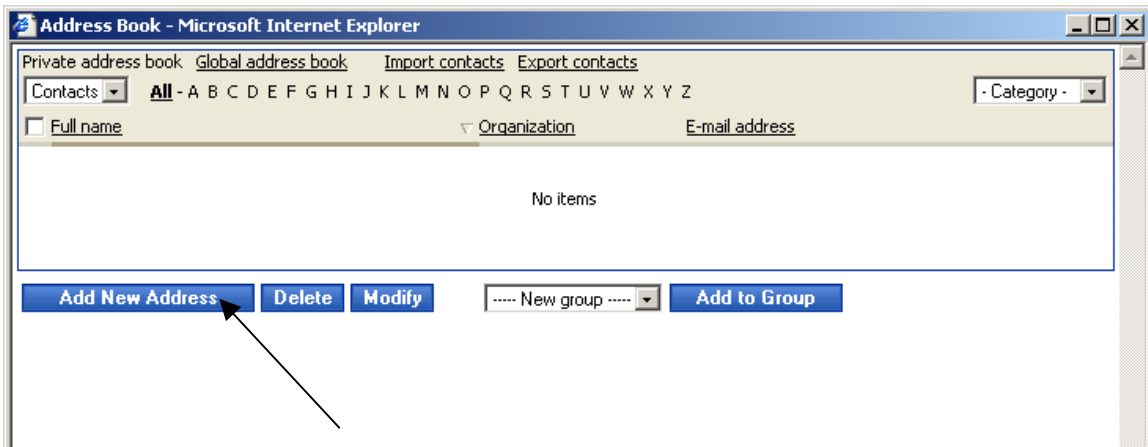 Address Book - Microsoft Internet Explorer
Private address book Global address book Import contacts Export contacts
Contacts All - A B C D E F G H I J K L M N O P Q R S T U V W X Y Z - Category -
Full name Organization E-mail address
No items
Add New Address Delete Modify ----- New group ----- Add to Group